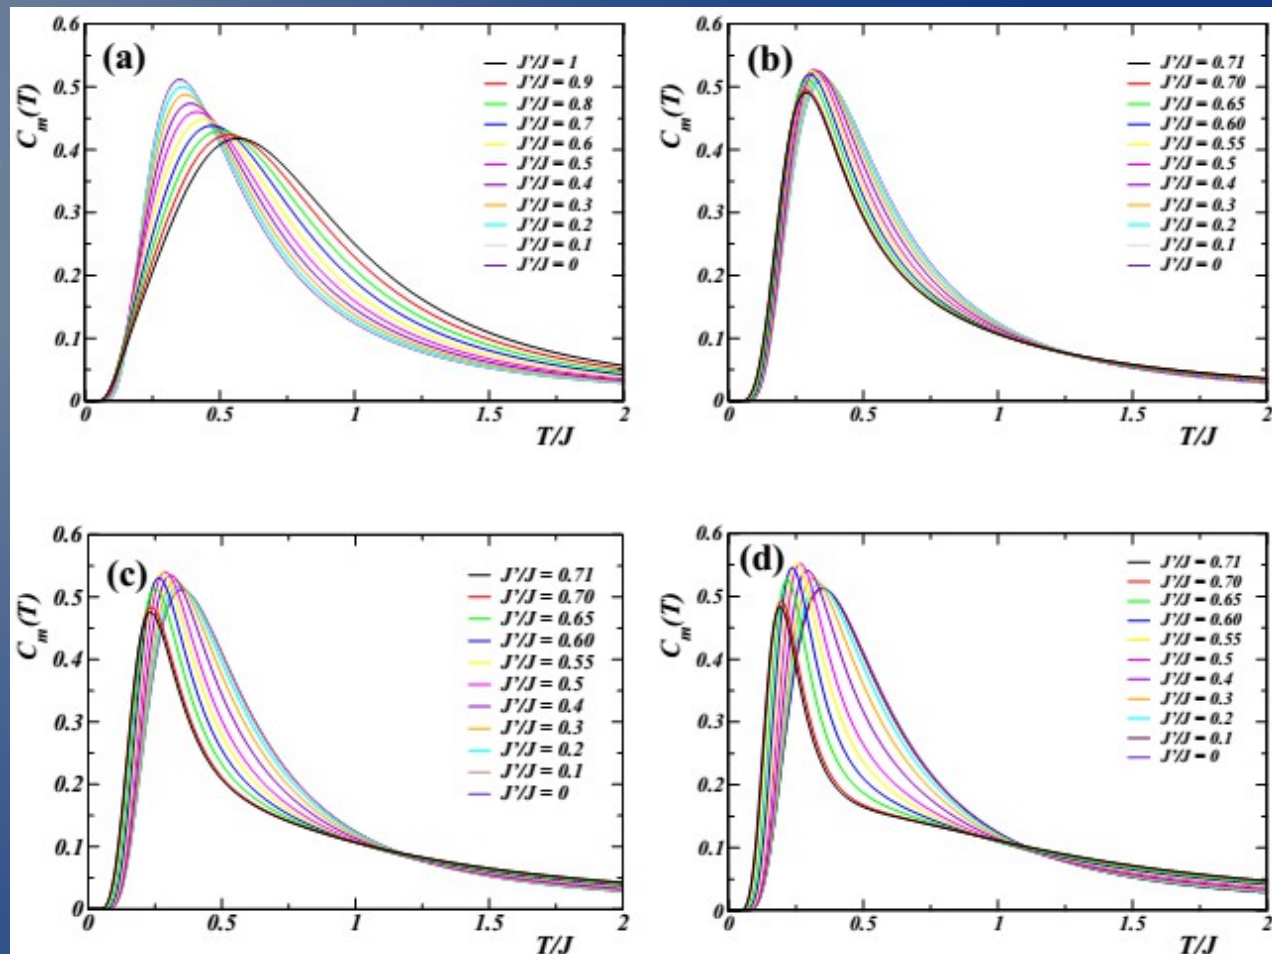 (a)
C_m(T)
0.6
0.5
0.4
0.3
0.2
0.1
0
J'/J = 1
J'/J = 0.9
J'/J = 0.8
J'/J = 0.7
J'/J = 0.6
J'/J = 0.5
J'/J = 0.4
J'/J = 0.3
J'/J = 0.2
J'/J = 0.1
J'/J = 0
0 0.5 1 1.5 2
T/J
(b)
C_m(T)
0.6
0.5
0.4
0.3
0.2
0.1
0
J'/J = 0.71
J'/J = 0.70
J'/J = 0.65
J'/J = 0.60
J'/J = 0.55
J'/J = 0.5
J'/J = 0.4
J'/J = 0.3
J'/J = 0.2
J'/J = 0.1
J'/J = 0
0 0.5 1 1.5 2
T/J
(c)
C_m(T)
0.6
0.5
0.4
0.3
0.2
0.1
0
J'/J = 0.71
J'/J = 0.70
J'/J = 0.65
J'/J = 0.60
J'/J = 0.55
J'/J = 0.5
J'/J = 0.4
J'/J = 0.3
J'/J = 0.2
J'/J = 0.1
J'/J = 0
0 0.5 1 1.5 2
T/J
(d)
C_m(T)
0.6
0.5
0.4
0.3
0.2
0.1
0
J'/J = 0.71
J'/J = 0.70
J'/J = 0.65
J'/J = 0.60
J'/J = 0.55
J'/J = 0.5
J'/J = 0.4
J'/J = 0.3
J'/J = 0.2
J'/J = 0.1
J'/J = 0
0 0.5 1 1.5 2
T/J